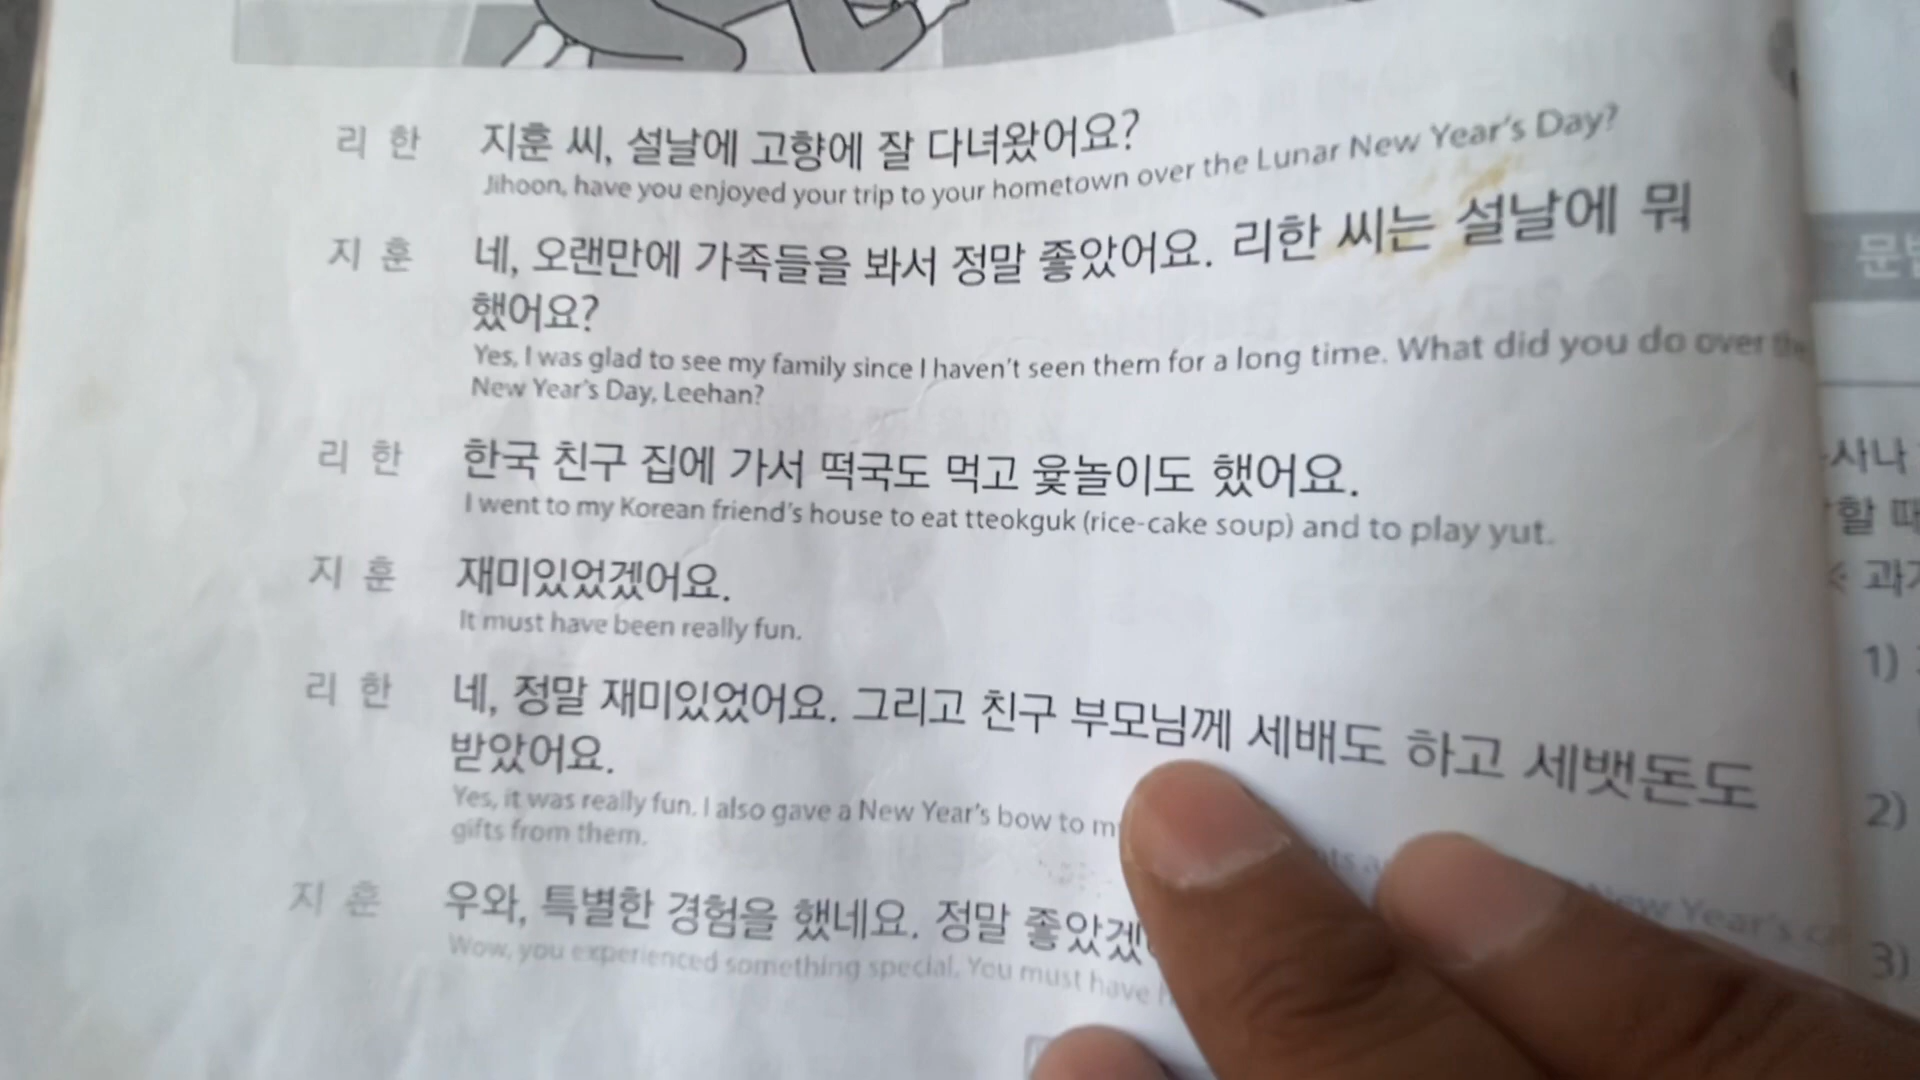 리 한 지훈 씨, 설날에 고향에 잘 다녀왔어요?
Jihoon, have you enjoyed your trip to your hometown over the Lunar New Year's Day?
지 훈 네, 오랜만에 가족들을 봐서 정말 좋았어요. 리한 씨는 설날에 뭐
했어요?
Yes, I was glad to see my family since I haven't seen them for a long time. What did you do over the
New Year's Day, Leehan?
리 한 한국 친구 집에 가서 떡국도 먹고 윷놀이도 했어요.
I went to my Korean friend's house to eat tteokguk (rice-cake soup) and to play yut.
지 훈 재미있었겠어요.
It must have been really fun.
리 한 네, 정말 재미있었어요. 그리고 친구 부모님께 세배도 하고 세뱃돈도
받았어요.
Yes, it was really fun. I also gave a New Year's bow to New Year's
gifts from them.
지 훈 우와, 특별한 경험을 했네요. 정말 좋았겠
Wow, you experienced something special. You must have
사나
할 때
1)
2)
3)